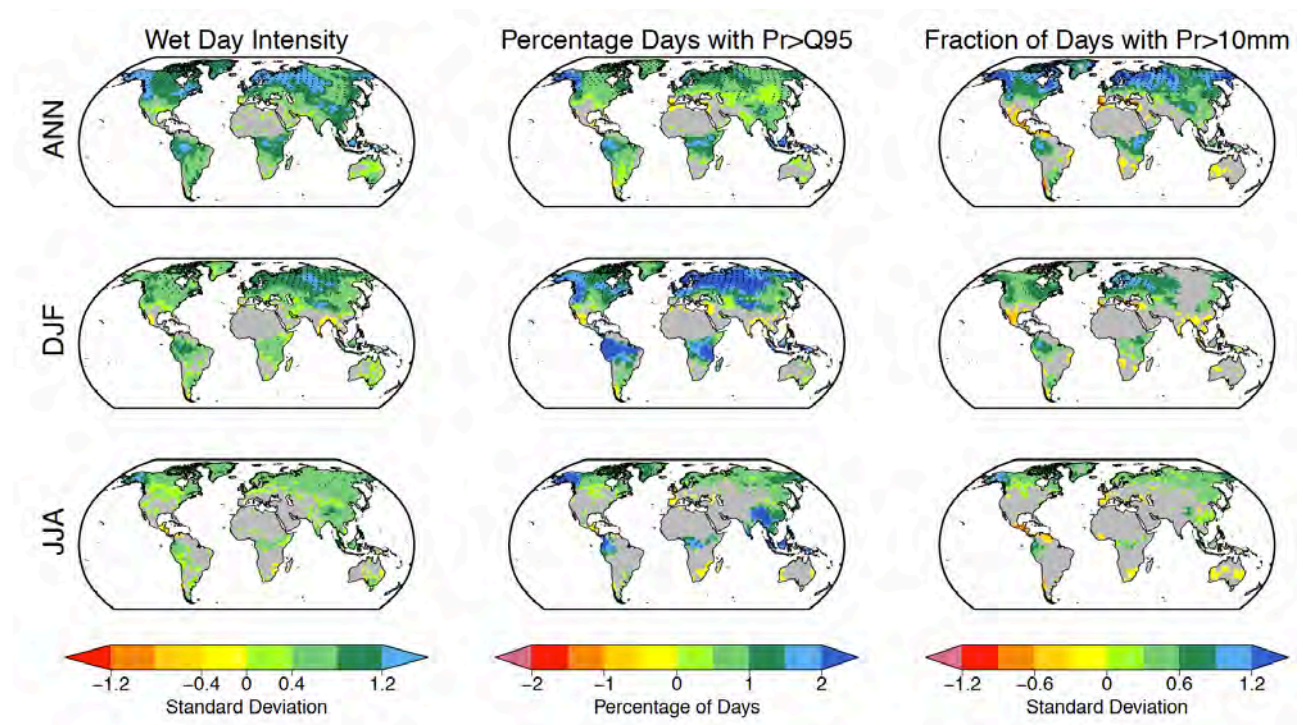 Wet Day Intensity
Percentage Days with Pr>Q95
Fraction of Days with Pr>10mm
ANN
DJF
JJA
−1.2 −0.4 0 0.4 1.2
Standard Deviation
−2 −1 0 1 2
Percentage of Days
−1.2 −0.6 0 0.6 1.2
Standard Deviation